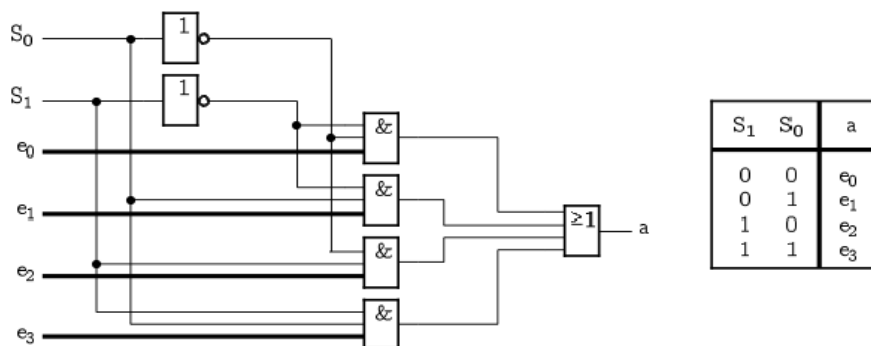 S₀ 1
S₁ 1
e₀ &
e₁ &
e₂ &
e₃ &
≥1 a
S₁ S₀ a
0 0 e₀
0 1 e₁
1 0 e₂
1 1 e₃